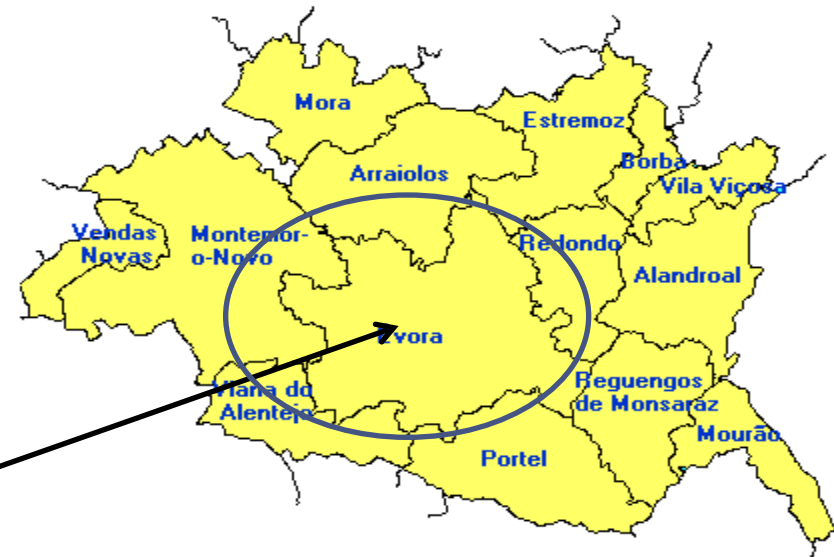 Mora
Estremoz
Borba
Arraiolos
Vila Viçosa
Vendas
Novas
Montemor-
o-Novo
Redondo
Alandroal
Évora
Viana do
Alentejo
Reguengos
de Monsaraz
Mourão
Portel